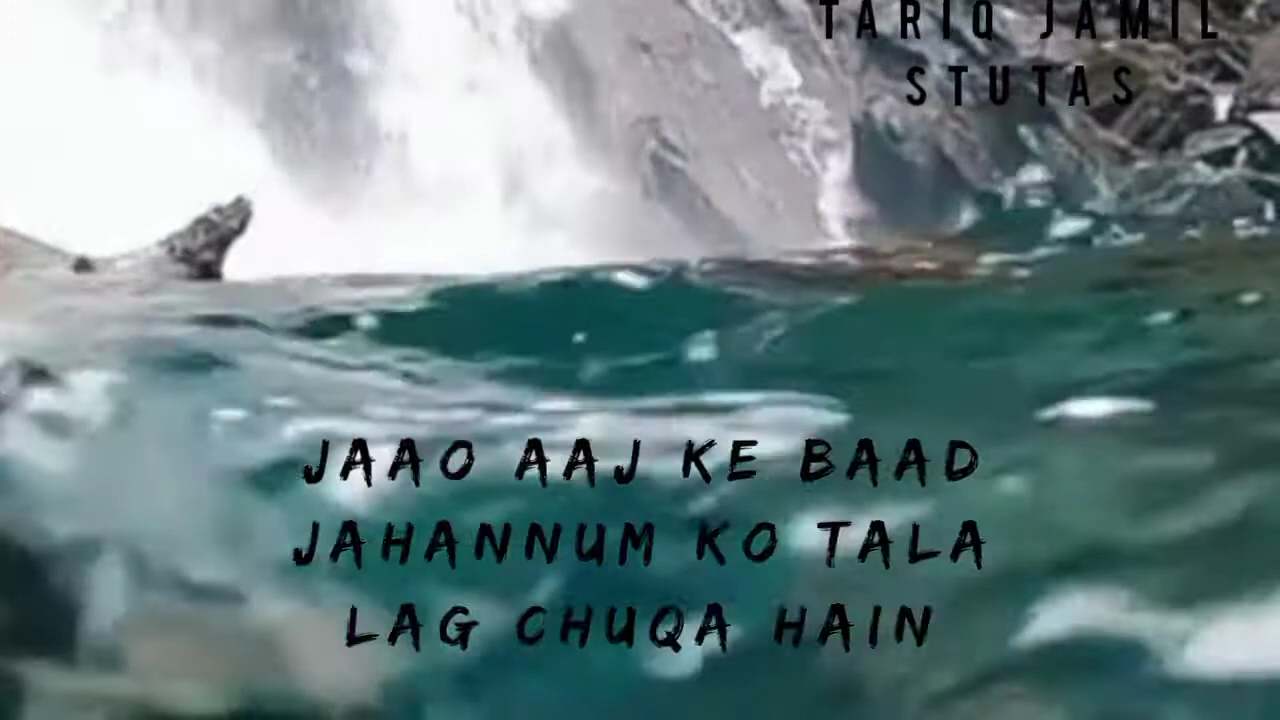 TARIQ JAMIL
STUTAS
JAAO AAJ KE BAAD
JAHANNUM KO TALA
LAG CHUQA HAIN